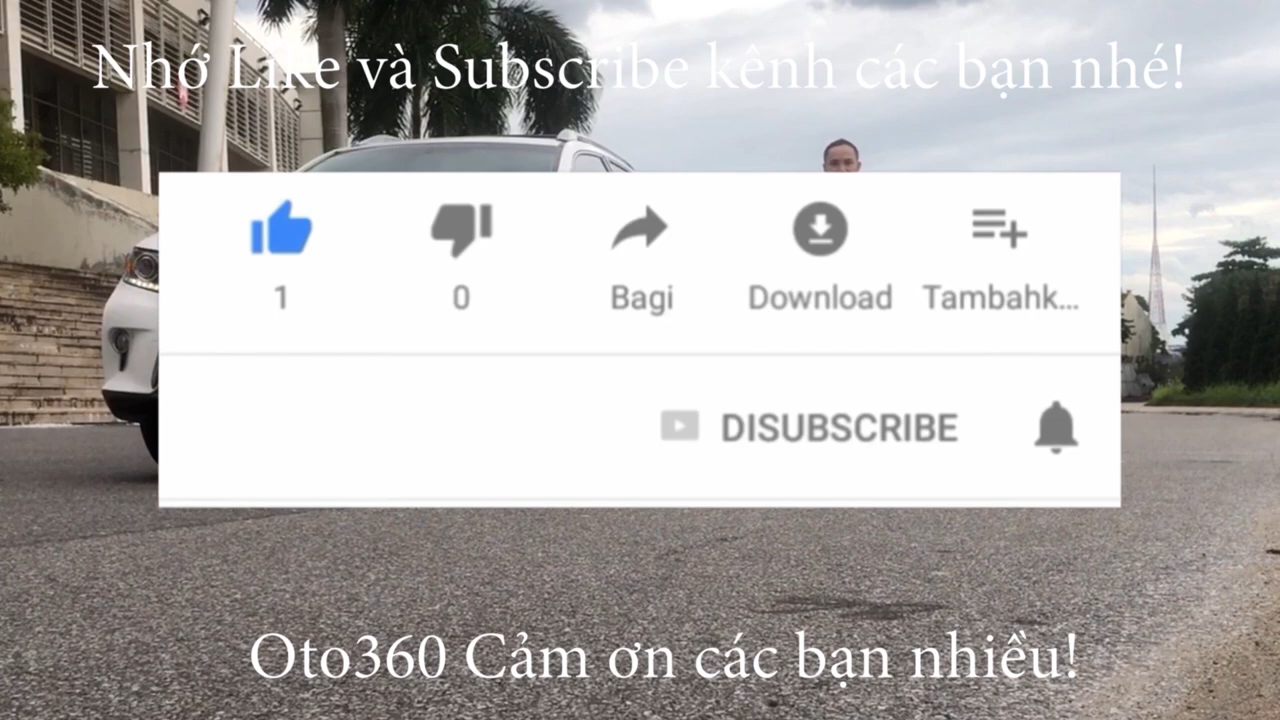 Nhớ Like và Subscribe kênh các bạn nhé!
1 0 Bagi Download Tambahk...
DISUBSCRIBE
Oto360 Cảm ơn các bạn nhiều!